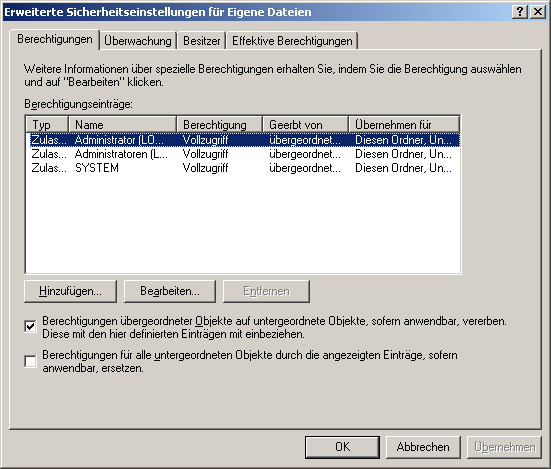 Erweiterte Sicherheitseinstellungen für Eigene Dateien
Berechtigungen Überwachung Besitzer Effektive Berechtigungen
Weitere Informationen über spezielle Berechtigungen erhalten Sie, indem Sie die Berechtigung auswählen
und auf "Bearbeiten" klicken.
Berechtigungseinträge:
Typ Name Berechtigung Geerbt von Übernehmen für
Zulas... Administrator (LO... Vollzugriff übergeordnet... Diesen Ordner, Un...
Zulas... Administratoren (L... Vollzugriff übergeordnet... Diesen Ordner, Un...
Zulas... SYSTEM Vollzugriff übergeordnet... Diesen Ordner, Un...
Hinzufügen... Bearbeiten... Entfernen
Berechtigungen übergeordneter Objekte auf untergeordnete Objekte, sofern anwendbar, vererben.
Diese mit den hier definierten Einträgen mit einbeziehen.
Berechtigungen für alle untergeordneten Objekte durch die angezeigten Einträge, sofern
anwendbar, ersetzen.
OK Abbrechen Übernehmen